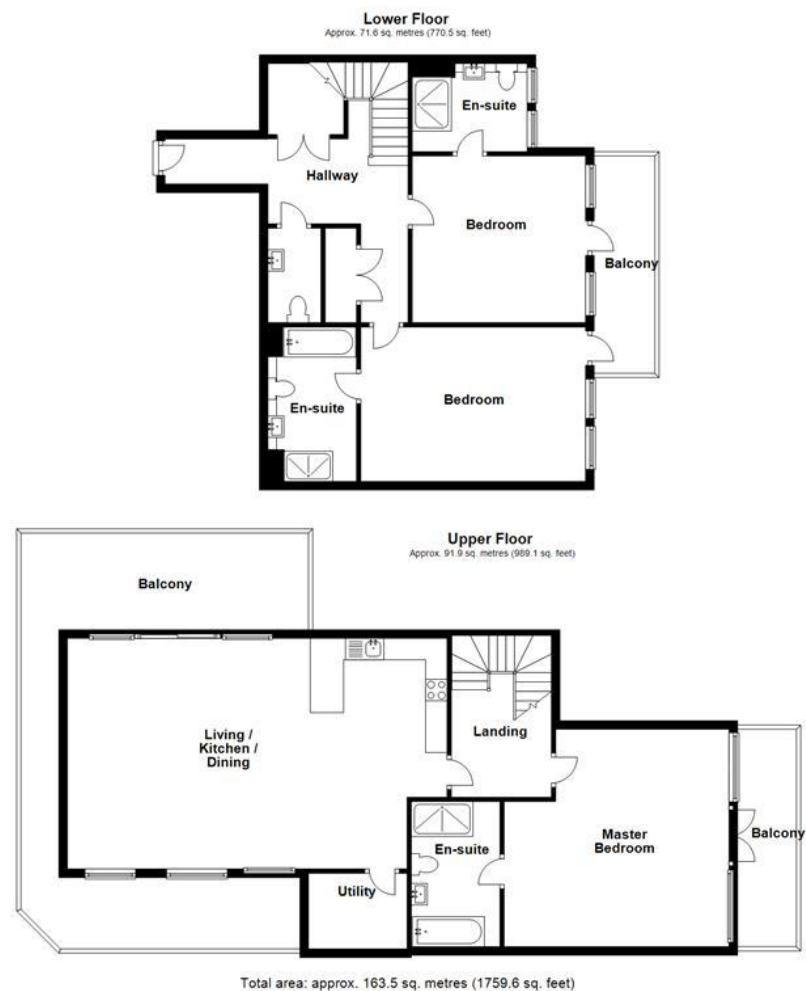 Lower Floor
Approx. 71.6 sq. metres (770.5 sq. feet)
En-suite
Hallway
Bedroom
Balcony
En-suite
Bedroom
Upper Floor
Approx. 91.9 sq. metres (989.1 sq. feet)
Balcony
Living /
Kitchen /
Dining
Landing
Master
Bedroom
Balcony
En-suite
Utility
Total area: approx. 163.5 sq. metres (1759.6 sq. feet)